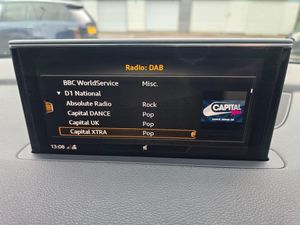 Radio: DAB
BBC WorldService Misc.
D1 National
Absolute Radio Rock
Capital DANCE Pop
Capital UK Pop
Capital XTRA Pop
CAPITAL
13:08